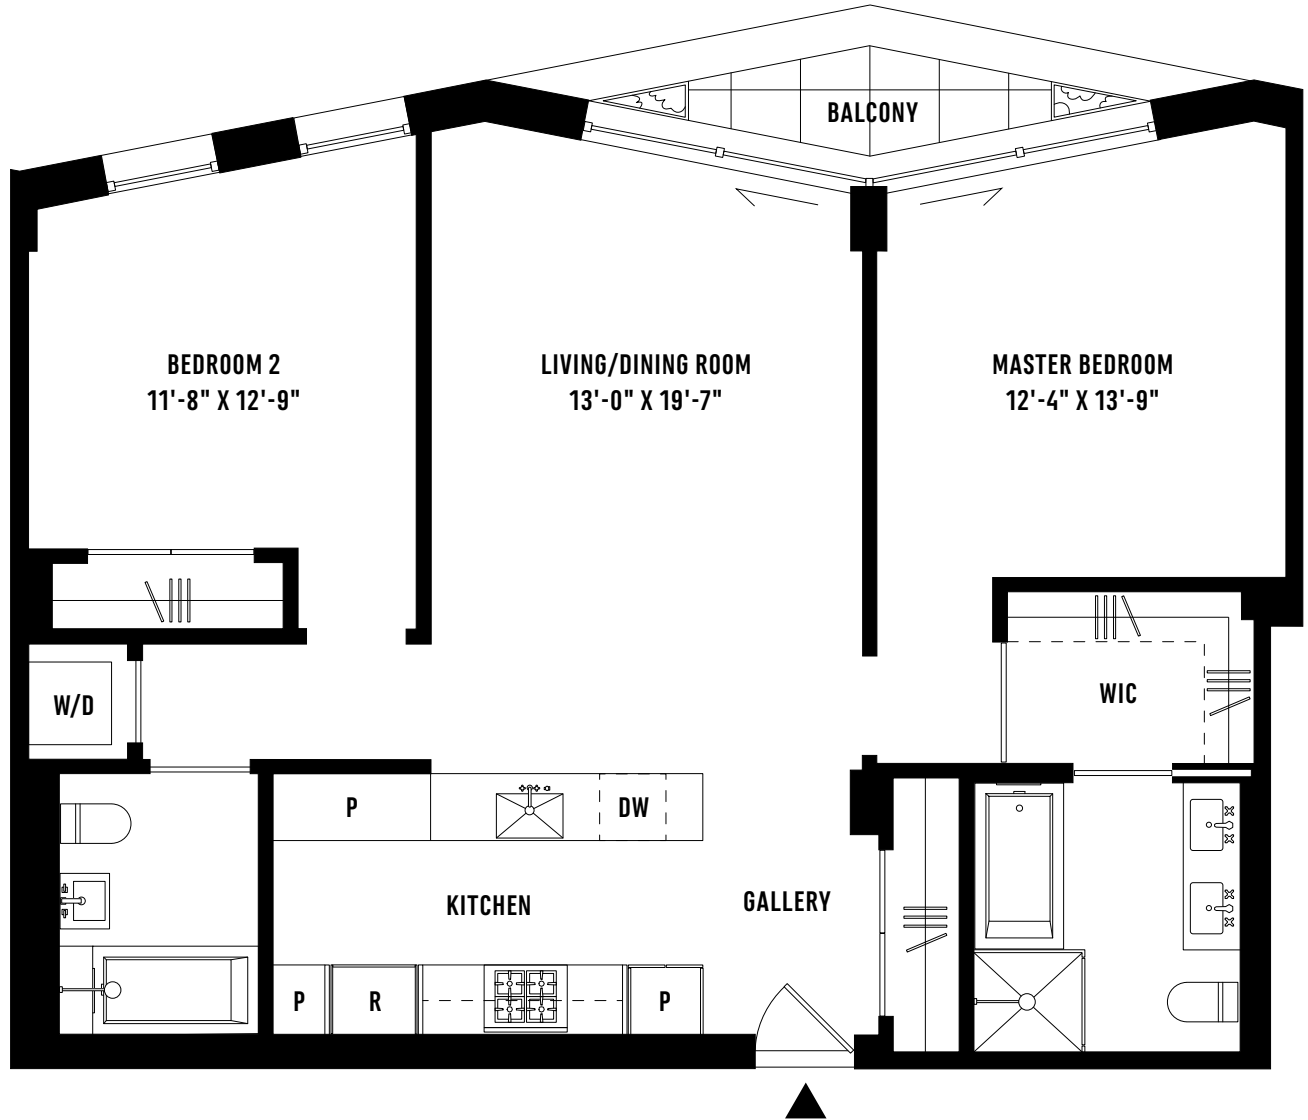 BALCONY
BEDROOM 2
11'-8" X 12'-9"
LIVING/DINING ROOM
13'-0" X 19'-7"
MASTER BEDROOM
12'-4" X 13'-9"
W/D
WIC
P
DW
KITCHEN
GALLERY
P
R
P